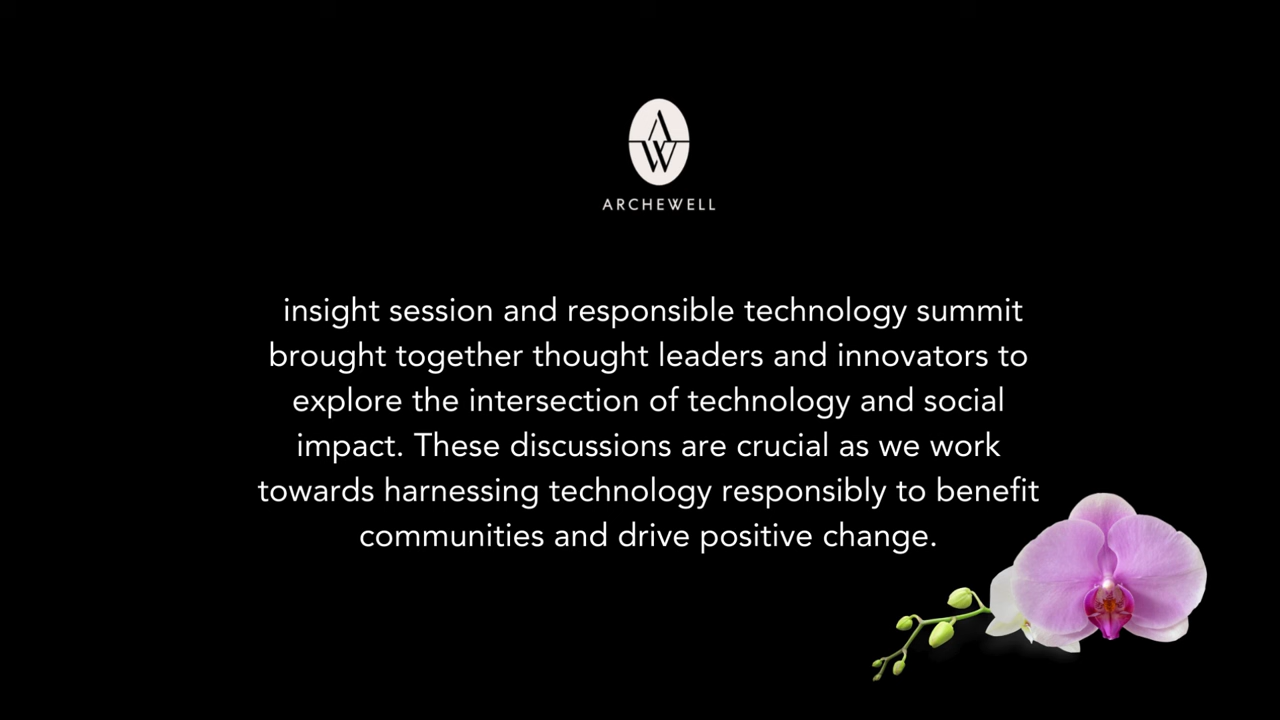 AW
ARCHEWELL
insight session and responsible technology summit
brought together thought leaders and innovators to
explore the intersection of technology and social
impact. These discussions are crucial as we work
towards harnessing technology responsibly to benefit
communities and drive positive change.